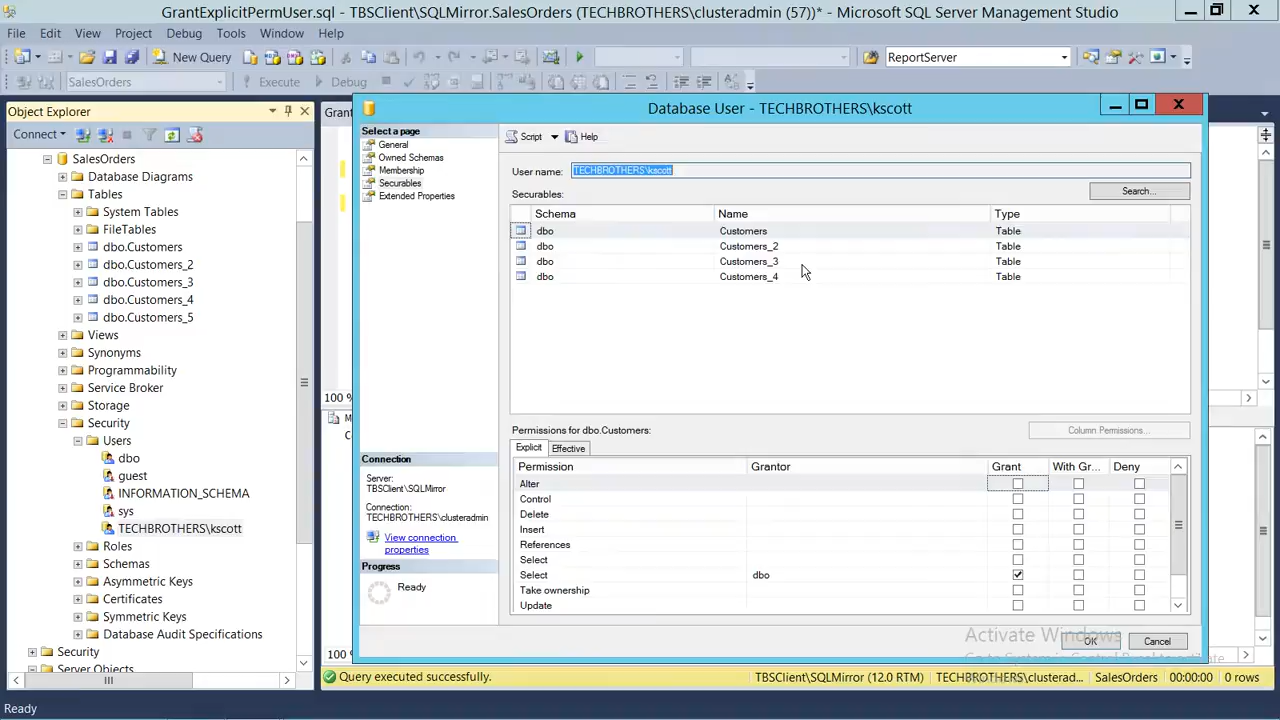 GrantExplicitPermUser.sql - TBSClient\SQLMirror.SalesOrders (TECHBROTHERS\clusteradmin (57))* - Microsoft SQL Server Management Studio
File Edit View Project Debug Tools Window Help
New Query ReportServer
SalesOrders Execute Debug
Object Explorer
Connect
SalesOrders
Database Diagrams
Tables
System Tables
FileTables
dbo.Customers
dbo.Customers_2
dbo.Customers_3
dbo.Customers_4
dbo.Customers_5
Views
Synonyms
Programmability
Service Broker
Storage
Security
Users
dbo
guest
INFORMATION_SCHEMA
sys
TECHBROTHERS\kscott
Roles
Schemas
Asymmetric Keys
Certificates
Symmetric Keys
Database Audit Specifications
Security
Server Objects
Grant
100 %
M
C
100 %
Database User - TECHBROTHERS\kscott
Select a page
General
Owned Schemas
Membership
Securables
Extended Properties
Connection
Server:
TBSClient\SQLMirror
Connection:
TECHBROTHERS\clusteradmin
View connection
properties
Progress
Ready
Script Help
User name: TECHBROTHERS\kscott
Securables: Search...
Schema Name Type
dbo Customers Table
dbo Customers_2 Table
dbo Customers_3 Table
dbo Customers_4 Table
Permissions for dbo.Customers: Column Permissions...
Explicit Effective
Permission Grantor Grant With Gr... Deny
Alter
Control
Delete
Insert
References
Select
Select dbo
Take ownership
Update
Activate Windows
OK Cancel
Query executed successfully. TBSClient\SQLMirror (12.0 RTM) TECHBROTHERS\clusterad... SalesOrders 00:00:00 0 rows
Ready